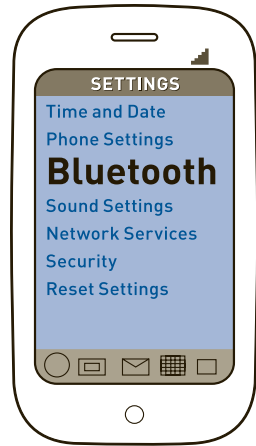 SETTINGS
Time and Date
Phone Settings
Bluetooth
Sound Settings
Network Services
Security
Reset Settings